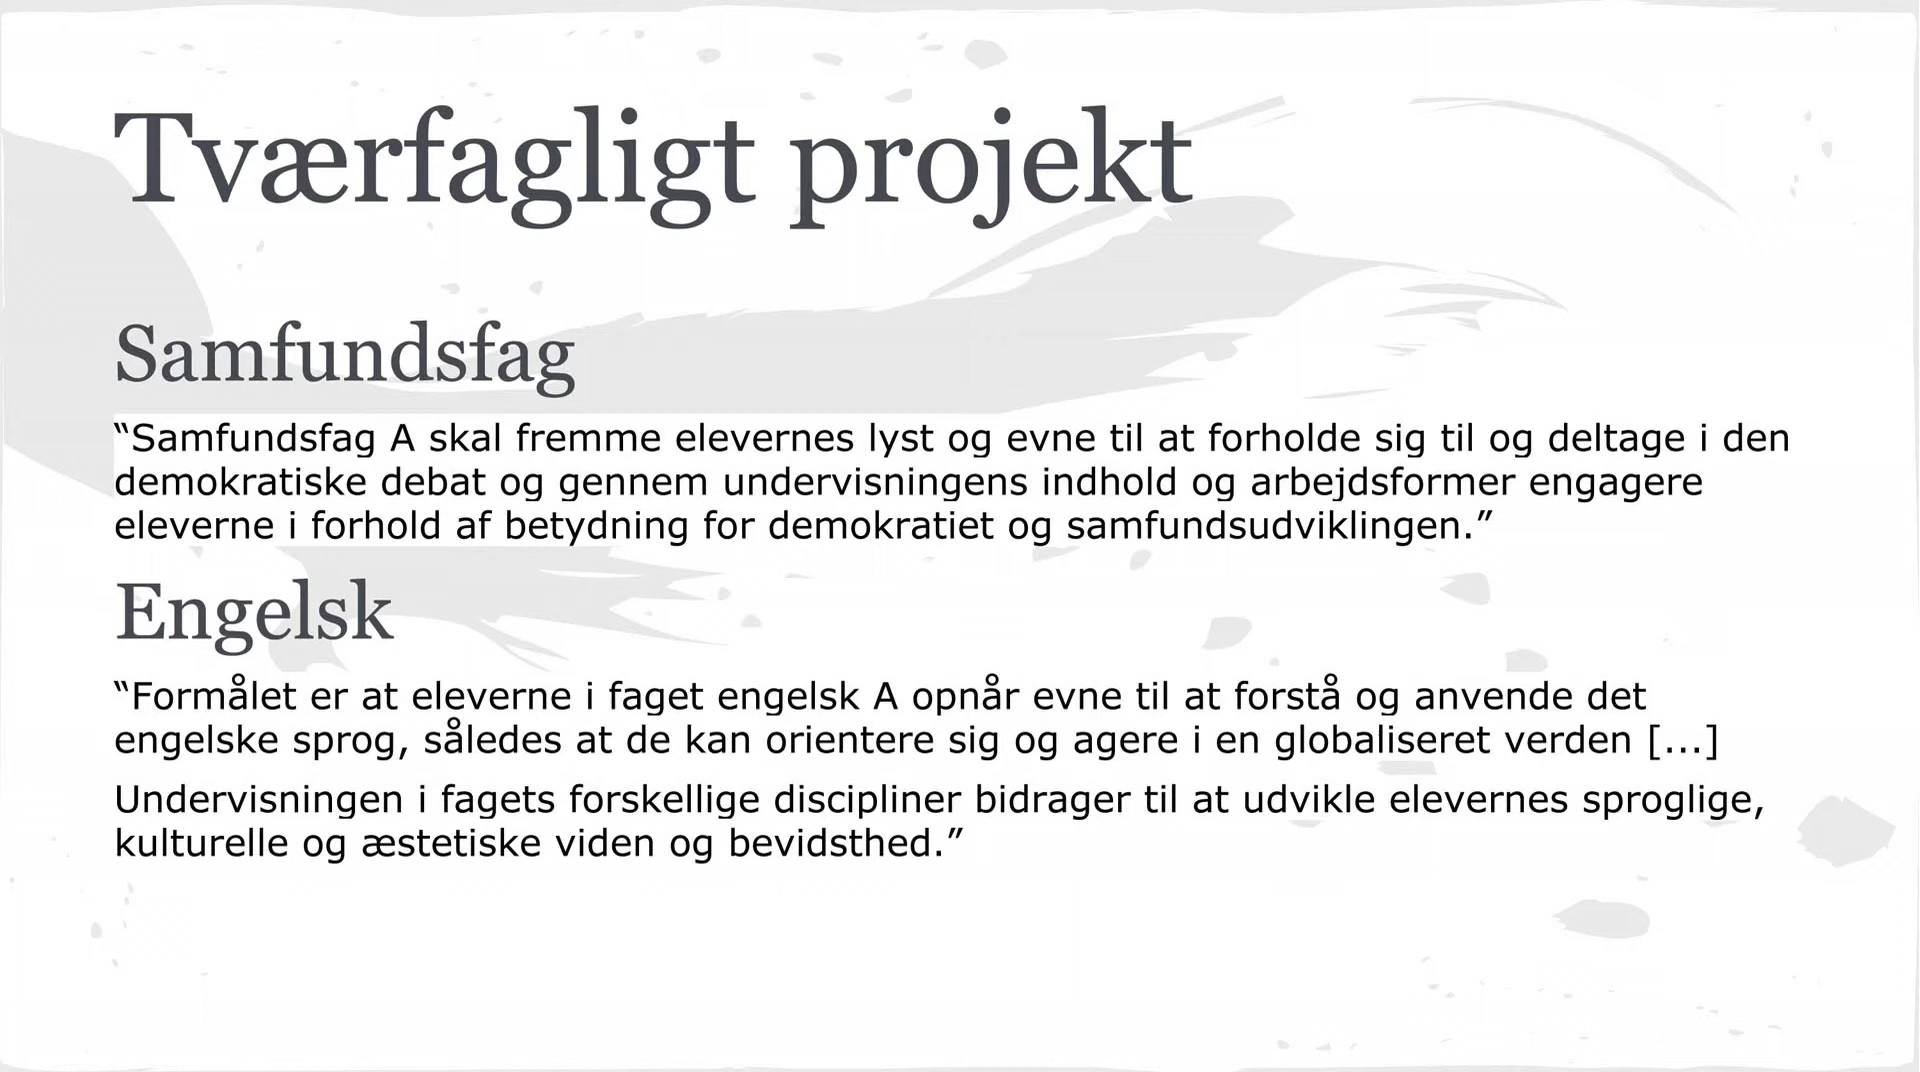 Tværfagligt projekt
Samfundsfag
“Samfundsfag A skal fremme elevernes lyst og evne til at forholde sig til og deltage i den
demokratiske debat og gennem undervisningens indhold og arbejdsformer engagere
eleverne i forhold af betydning for demokratiet og samfundsudviklingen.”
Engelsk
“Formålet er at eleverne i faget engelsk A opnår evne til at forstå og anvende det
engelske sprog, således at de kan orientere sig og agere i en globaliseret verden [...]
Undervisningen i fagets forskellige discipliner bidrager til at udvikle elevernes sproglige,
kulturelle og æstetiske viden og bevidsthed.”